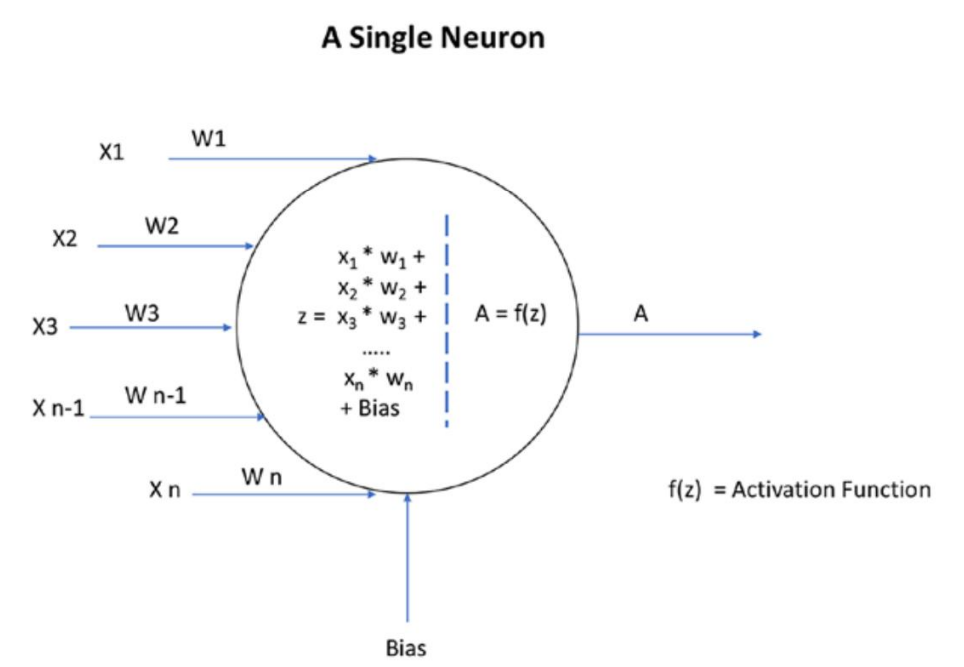 A Single Neuron
X1
W1
X2
W2
X3
W3
X n-1
W n-1
X n
W n
x₁ * w₁ +
x₂ * w₂ +
z = x₃ * w₃ +
.....
xₙ * wₙ
+ Bias
A = f(z)
A
f(z) = Activation Function
Bias